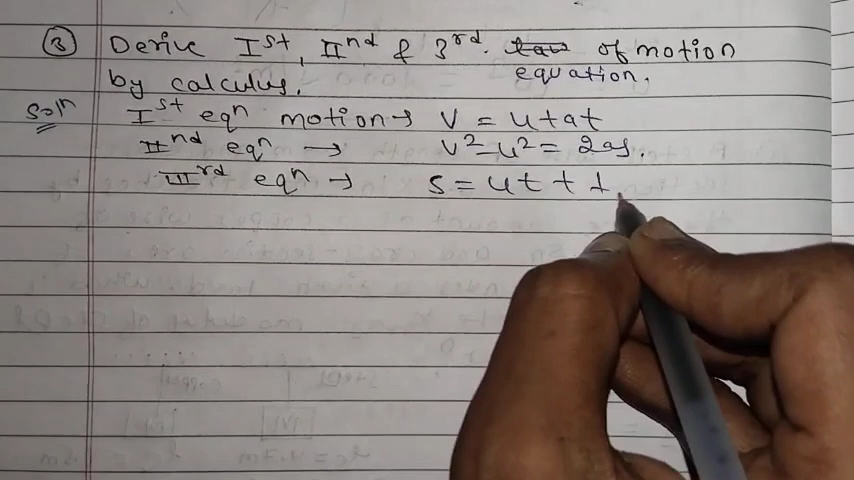 ③ Derive Ist, IInd & 3rd. law of motion
equation.
by calculus.
Soln Ist eqn motion → V = u+at
IInd eqn → V²-u² = 2as.
IIIrd eqn → S = ut +